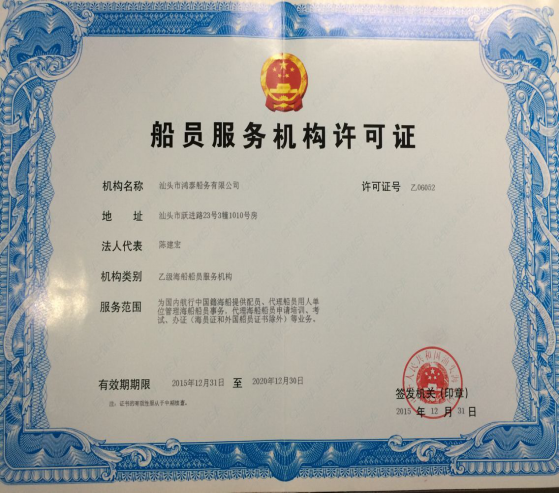 船员服务机构许可证
机构名称 汕头市鸿泰船务有限公司 许可证号 乙06052
地 址 汕头市跃进路23号3幢1010号房
法人代表 陈建宏
机构类别 乙级海船船员服务机构
服务范围 为国内航行中国籍海船提供配员、代理船员用人单
位管理海船船员事务、代理海船船员申请培训、考
试、办证（海员证和外国船员证书除外）等业务。
有效期期限 2015年12月31日 至 2020年12月30日
签发机关（印章）
2015 年 12 月 31 日